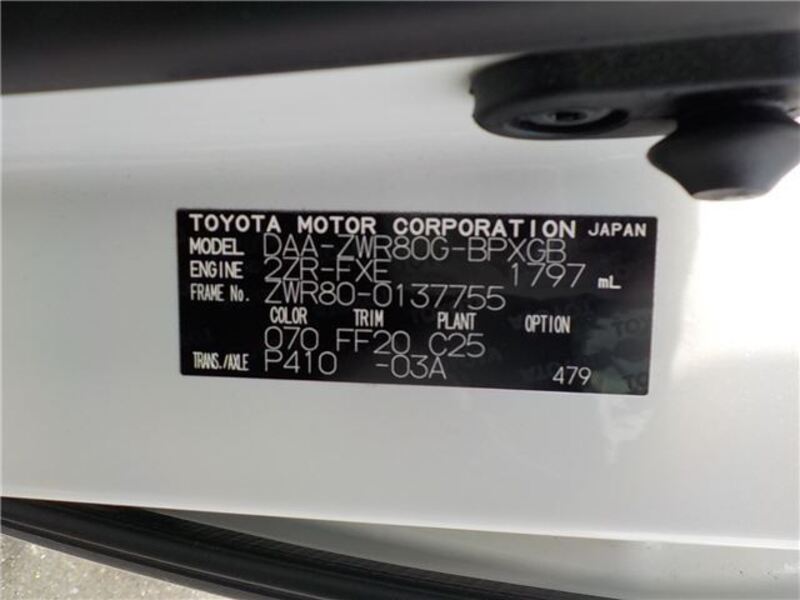 TOYOTA MOTOR CORPORATION JAPAN
MODEL DAA-ZWR80G-BPXGB
ENGINE 2ZR-FXE 1797 mL
FRAME No. ZWR80-0137755
COLOR TRIM PLANT OPTION
070 FF20 C25
TRANS./AXLE P410 -03A 479